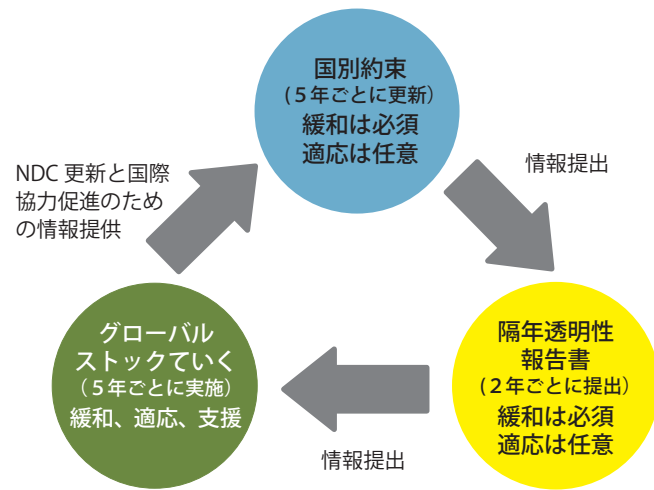 国別約束
(5年ごとに更新)
緩和は必須
適応は任意
情報提出
隔年透明性
報告書
(2年ごとに提出)
緩和は必須
適応は任意
情報提出
グローバル
ストックていく
(5年ごとに実施)
緩和、適応、支援
NDC 更新と国際
協力促進のため
の情報提供